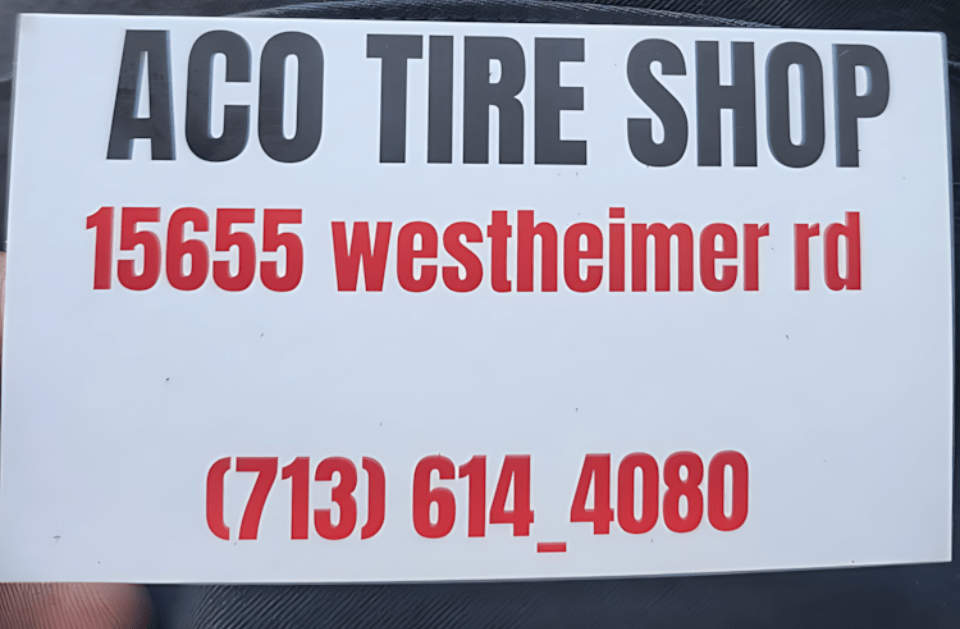 ACO TIRE SHOP
15655 westheimer rd
(713) 614_4080